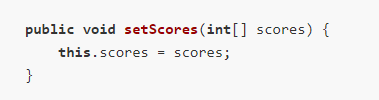 public void setScores(int[] scores) {
    this.scores = scores;
}